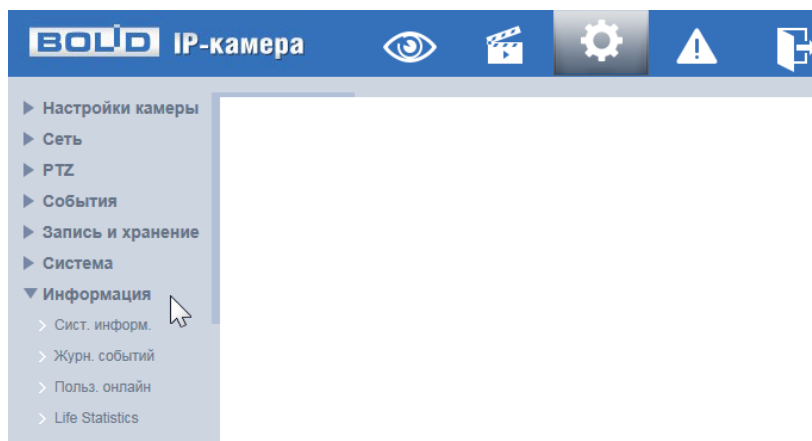 BOLID IP-камера
Настройки камеры
Сеть
PTZ
События
Запись и хранение
Система
Информация
Сист. информ.
Журн. событий
Польз. онлайн
Life Statistics